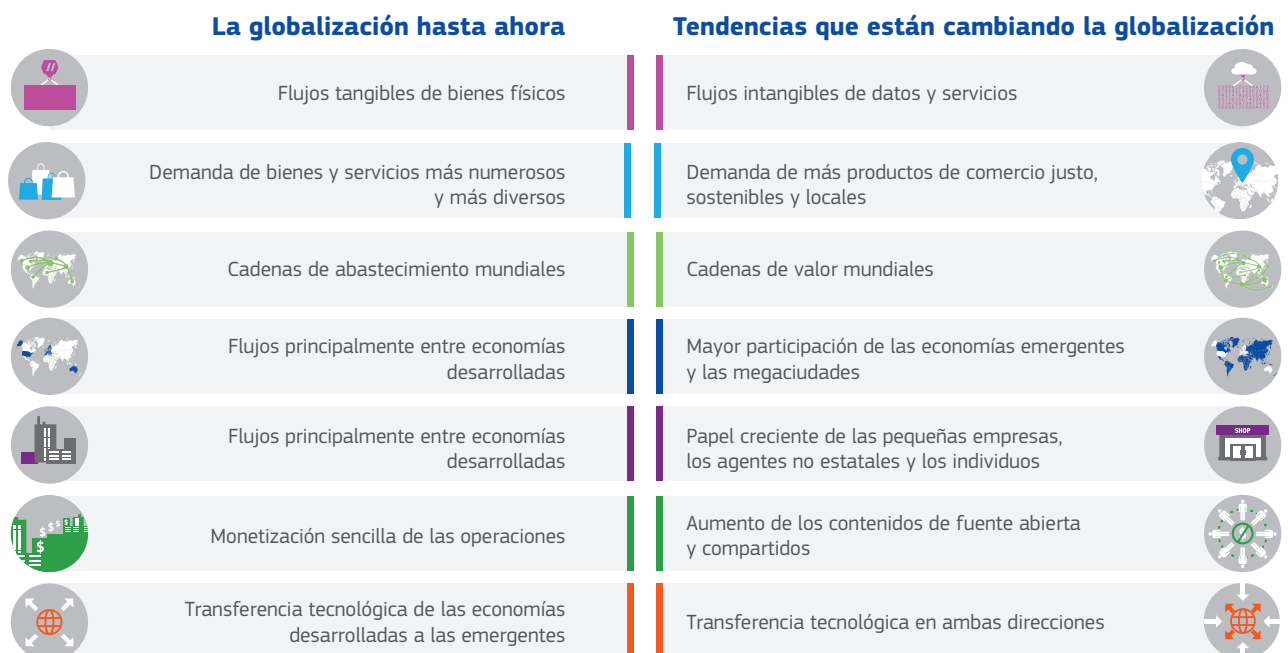 La globalización hasta ahora
Tendencias que están cambiando la globalización
Flujos tangibles de bienes físicos
Flujos intangibles de datos y servicios
Demanda de bienes y servicios más numerosos
y más diversos
Demanda de más productos de comercio justo,
sostenibles y locales
Cadenas de abastecimiento mundiales
Cadenas de valor mundiales
Flujos principalmente entre economías
desarrolladas
Mayor participación de las economías emergentes
y las megaciudades
Flujos principalmente entre economías
desarrolladas
Papel creciente de las pequeñas empresas,
los agentes no estatales y los individuos
SHOP
$ $ $ $ $
Monetización sencilla de las operaciones
Aumento de los contenidos de fuente abierta
y compartidos
Transferencia tecnológica de las economías
desarrolladas a las emergentes
Transferencia tecnológica en ambas direcciones